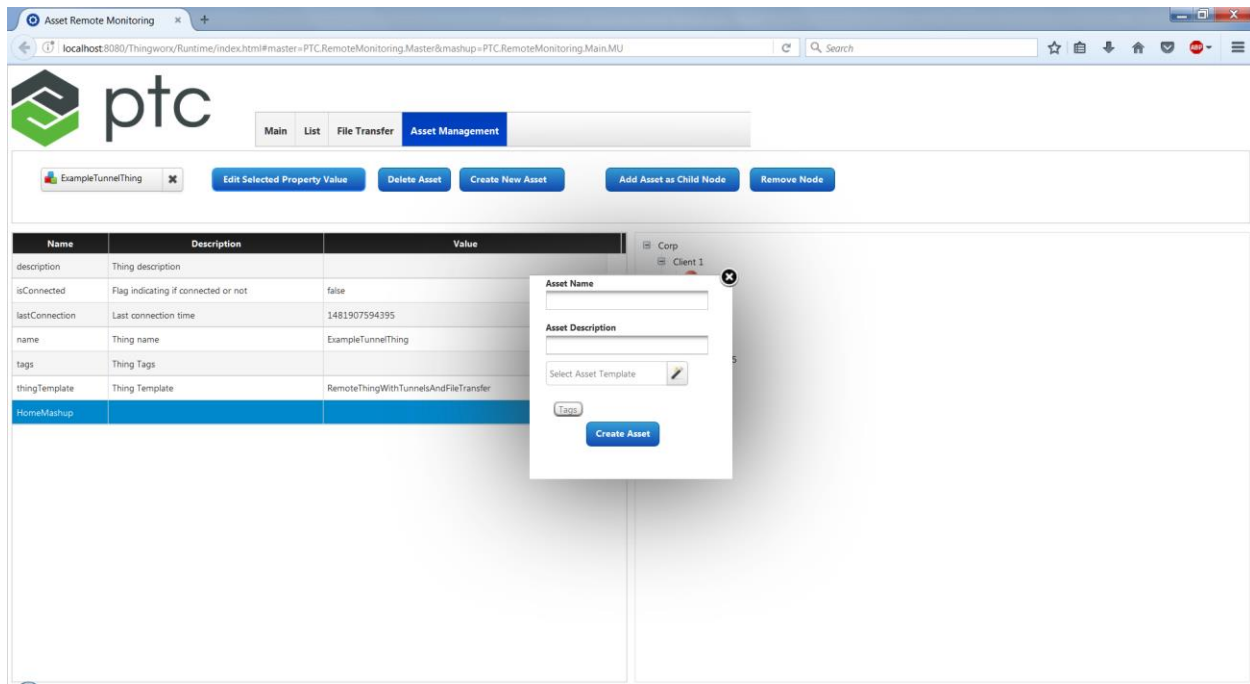 Asset Remote Monitoring
localhost:8080/Thingworx/Runtime/index.html#master=PTC.RemoteMonitoring.Master&mashup=PTC.RemoteMonitoring.Main.MU
Search
ABP
ptc
Main List File Transfer Asset Management
ExampleTunnelThing Edit Selected Property Value Delete Asset Create New Asset Add Asset as Child Node Remove Node
Name Description Value
description Thing description
isConnected Flag indicating if connected or not false
lastConnection Last connection time 1481907594395
name Thing name ExampleTunnelThing
tags Thing Tags
thingTemplate Thing Template RemoteThingWithTunnelsAndFileTransfer
HomeMashup
Corp
Client 1
5
Asset Name
Asset Description
Select Asset Template
Tags
Create Asset